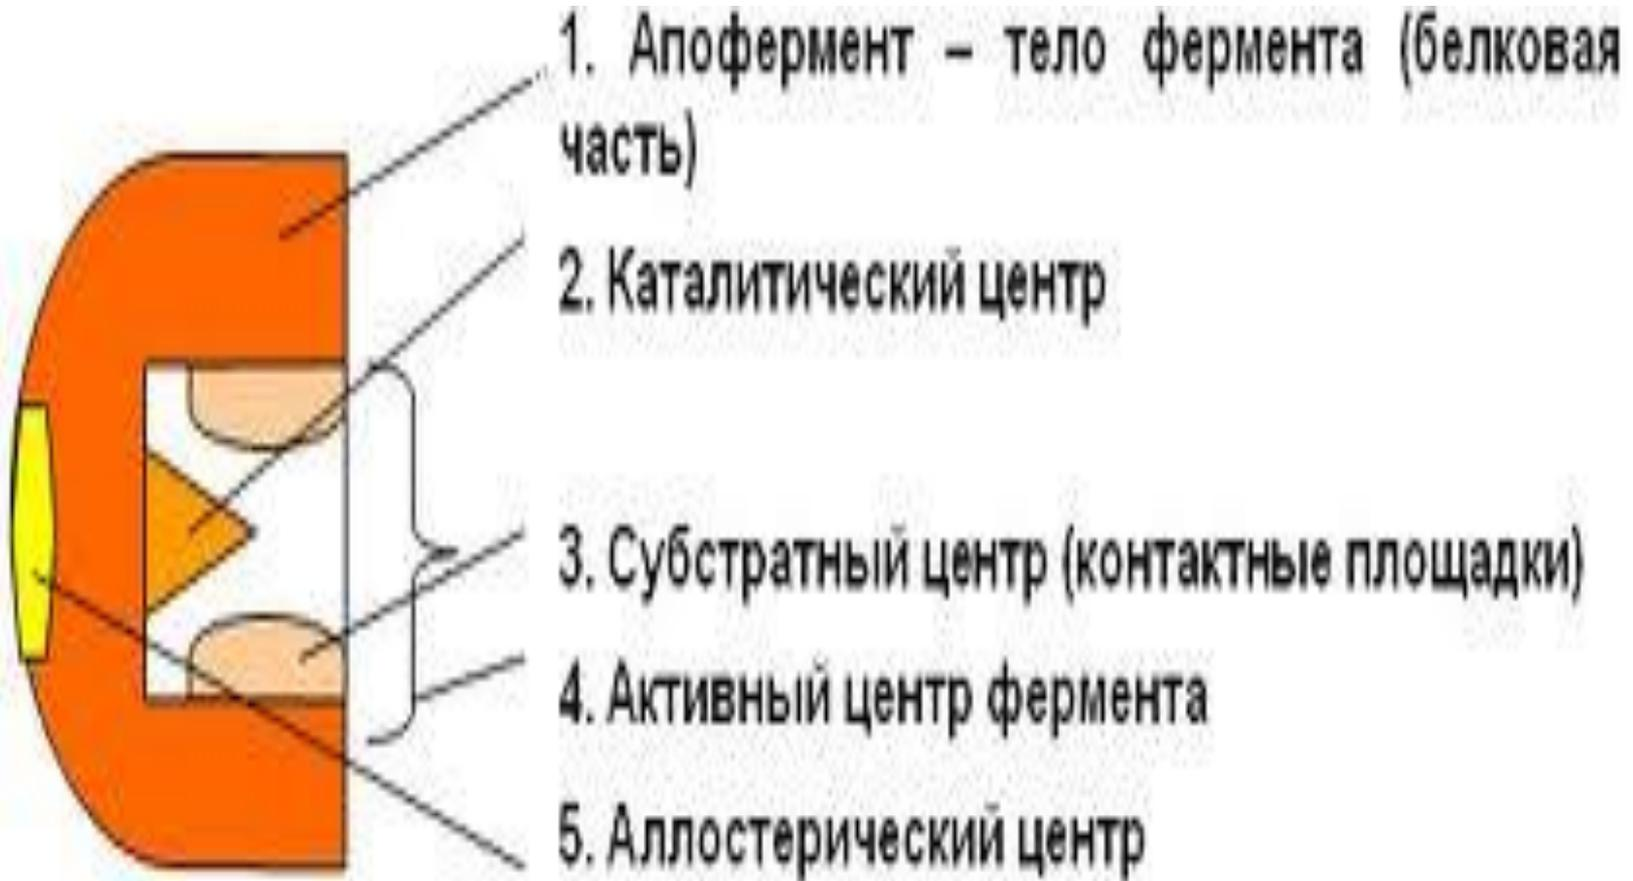 1. Апофермент – тело фермента (белковая
часть)
2. Каталитический центр
3. Субстратный центр (контактные площадки)
4. Активный центр фермента
5. Аллостерический центр